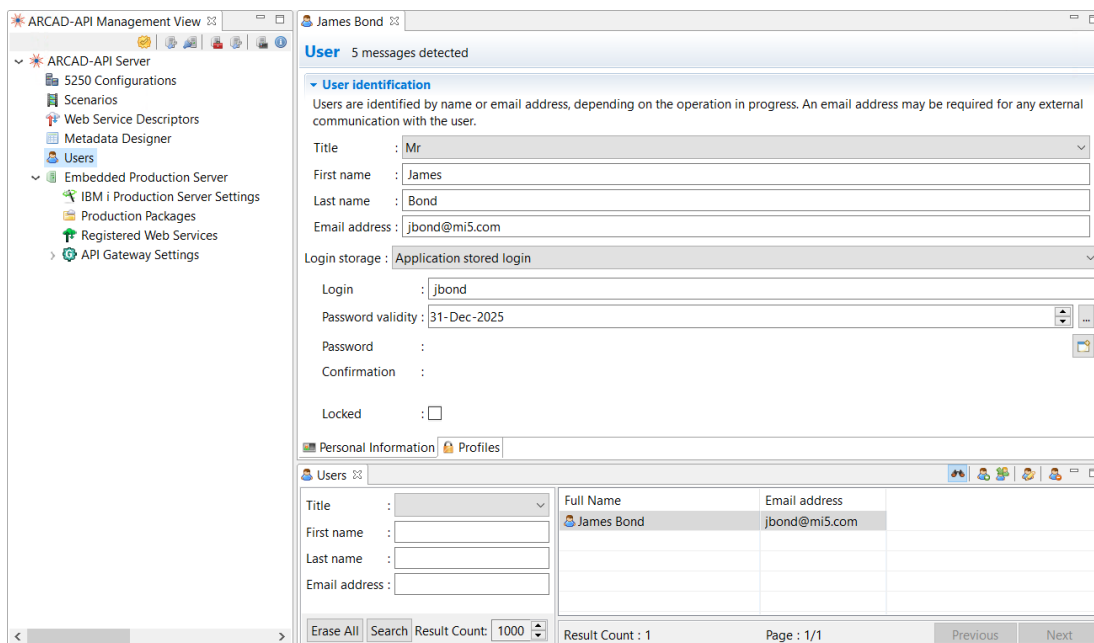 ARCAD-API Management View
ARCAD-API Server
5250 Configurations
Scenarios
Web Service Descriptors
Metadata Designer
Users
Embedded Production Server
IBM i Production Server Settings
Production Packages
Registered Web Services
API Gateway Settings
James Bond
User 5 messages detected
User identification
Users are identified by name or email address, depending on the operation in progress. An email address may be required for any external
communication with the user.
Title : Mr
First name : James
Last name : Bond
Email address : jbond@mi5.com
Login storage : Application stored login
Login : jbond
Password validity : 31-Dec-2025 ...
Password :
Confirmation :
Locked :
Personal Information Profiles
Users
Title :
First name :
Last name :
Email address :
Erase All Search Result Count: 1000
Full Name Email address
James Bond jbond@mi5.com
Result Count : 1 Page : 1/1 Previous Next